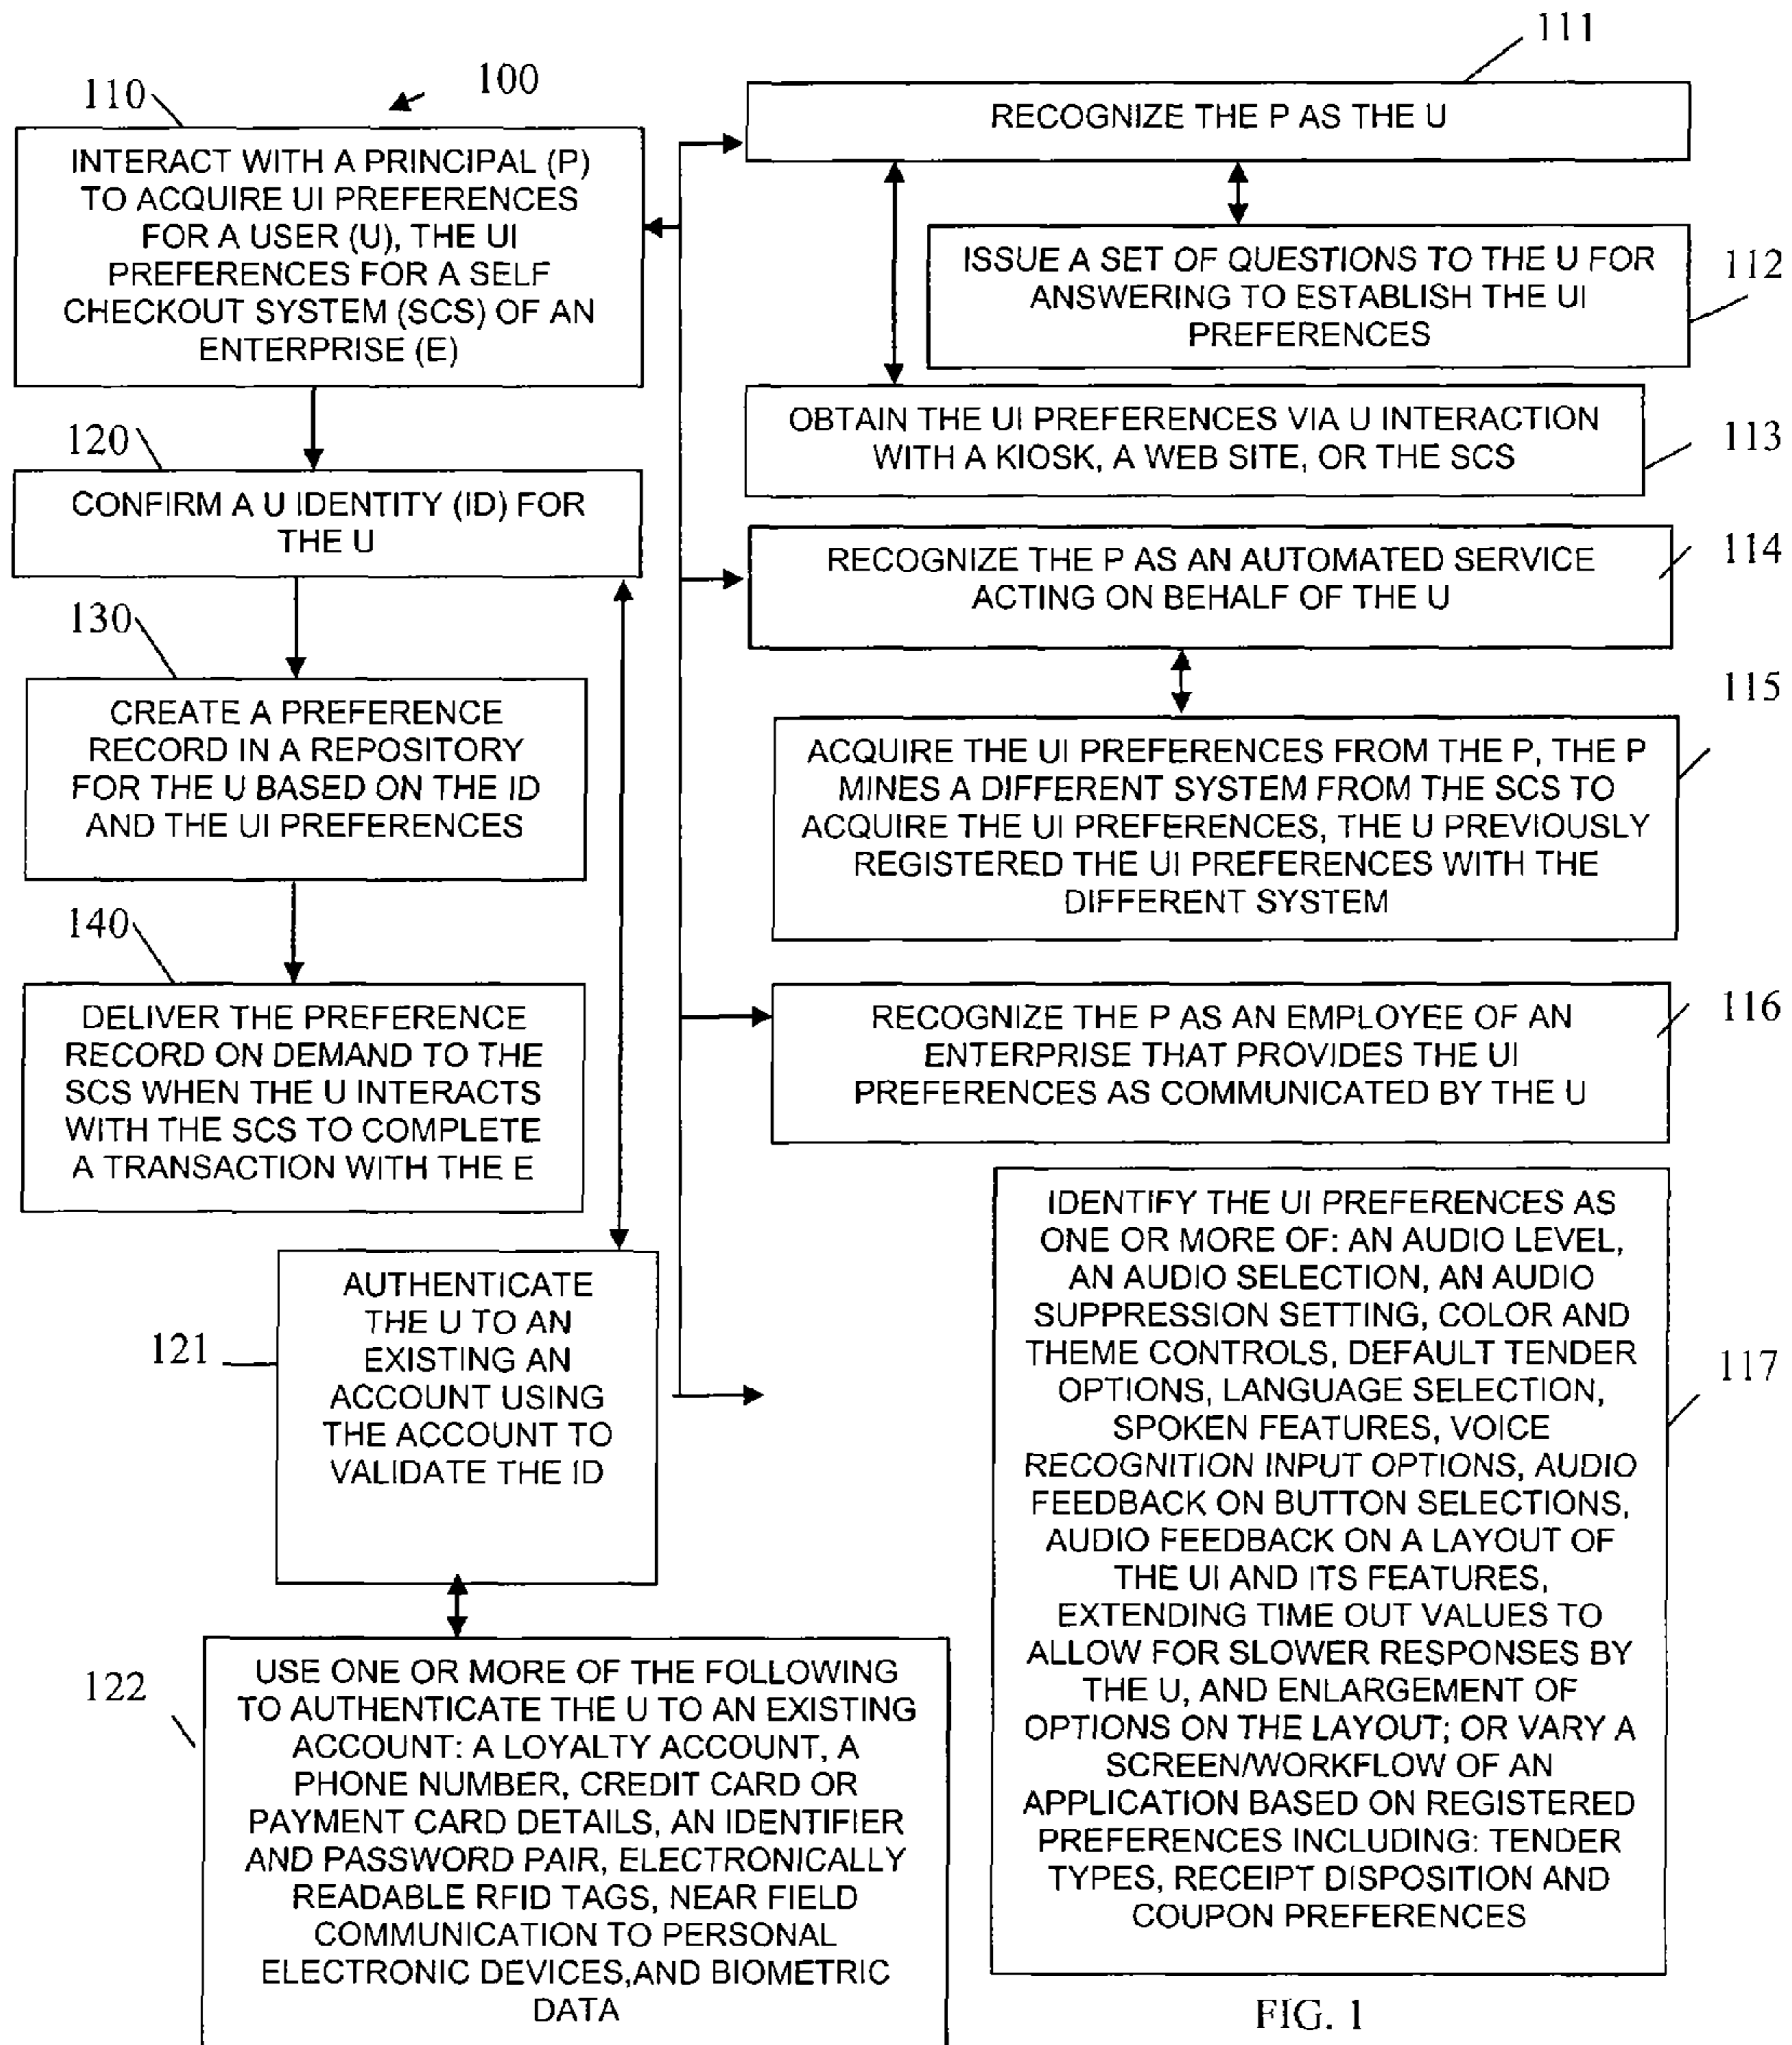 100
110
INTERACT WITH A PRINCIPAL (P)
TO ACQUIRE UI PREFERENCES
FOR A USER (U), THE UI
PREFERENCES FOR A SELF
CHECKOUT SYSTEM (SCS) OF AN
ENTERPRISE (E)
120
CONFIRM A U IDENTITY (ID) FOR
THE U
130
CREATE A PREFERENCE
RECORD IN A REPOSITORY
FOR THE U BASED ON THE ID
AND THE UI PREFERENCES
140
DELIVER THE PREFERENCE
RECORD ON DEMAND TO THE
SCS WHEN THE U INTERACTS
WITH THE SCS TO COMPLETE
A TRANSACTION WITH THE E
121
AUTHENTICATE
THE U TO AN
EXISTING AN
ACCOUNT USING
THE ACCOUNT TO
VALIDATE THE ID
122
USE ONE OR MORE OF THE FOLLOWING
TO AUTHENTICATE THE U TO AN EXISTING
ACCOUNT: A LOYALTY ACCOUNT, A
PHONE NUMBER, CREDIT CARD OR
PAYMENT CARD DETAILS, AN IDENTIFIER
AND PASSWORD PAIR, ELECTRONICALLY
READABLE RFID TAGS, NEAR FIELD
COMMUNICATION TO PERSONAL
ELECTRONIC DEVICES,AND BIOMETRIC
DATA
111
RECOGNIZE THE P AS THE U
112
ISSUE A SET OF QUESTIONS TO THE U FOR
ANSWERING TO ESTABLISH THE UI
PREFERENCES
113
OBTAIN THE UI PREFERENCES VIA U INTERACTION
WITH A KIOSK, A WEB SITE, OR THE SCS
114
RECOGNIZE THE P AS AN AUTOMATED SERVICE
ACTING ON BEHALF OF THE U
115
ACQUIRE THE UI PREFERENCES FROM THE P, THE P
MINES A DIFFERENT SYSTEM FROM THE SCS TO
ACQUIRE THE UI PREFERENCES, THE U PREVIOUSLY
REGISTERED THE UI PREFERENCES WITH THE
DIFFERENT SYSTEM
116
RECOGNIZE THE P AS AN EMPLOYEE OF AN
ENTERPRISE THAT PROVIDES THE UI
PREFERENCES AS COMMUNICATED BY THE U
117
IDENTIFY THE UI PREFERENCES AS
ONE OR MORE OF: AN AUDIO LEVEL,
AN AUDIO SELECTION, AN AUDIO
SUPPRESSION SETTING, COLOR AND
THEME CONTROLS, DEFAULT TENDER
OPTIONS, LANGUAGE SELECTION,
SPOKEN FEATURES, VOICE
RECOGNITION INPUT OPTIONS, AUDIO
FEEDBACK ON BUTTON SELECTIONS,
AUDIO FEEDBACK ON A LAYOUT OF
THE UI AND ITS FEATURES,
EXTENDING TIME OUT VALUES TO
ALLOW FOR SLOWER RESPONSES BY
THE U, AND ENLARGEMENT OF
OPTIONS ON THE LAYOUT; OR VARY A
SCREEN/WORKFLOW OF AN
APPLICATION BASED ON REGISTERED
PREFERENCES INCLUDING: TENDER
TYPES, RECEIPT DISPOSITION AND
COUPON PREFERENCES
FIG. 1